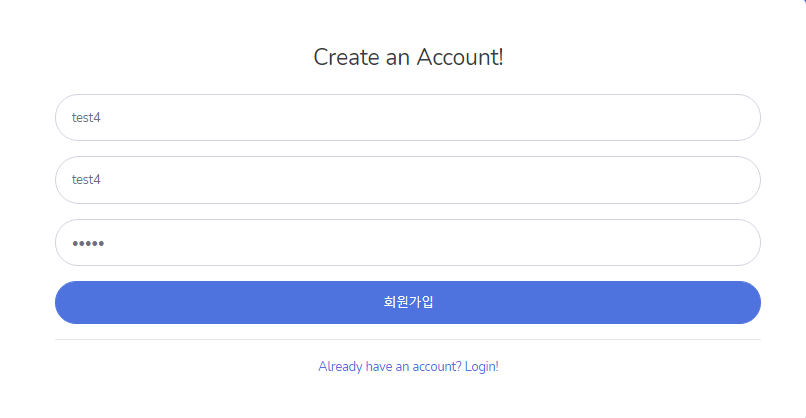 Create an Account!
test4
test4
•••••
회원가입
Already have an account? Login!